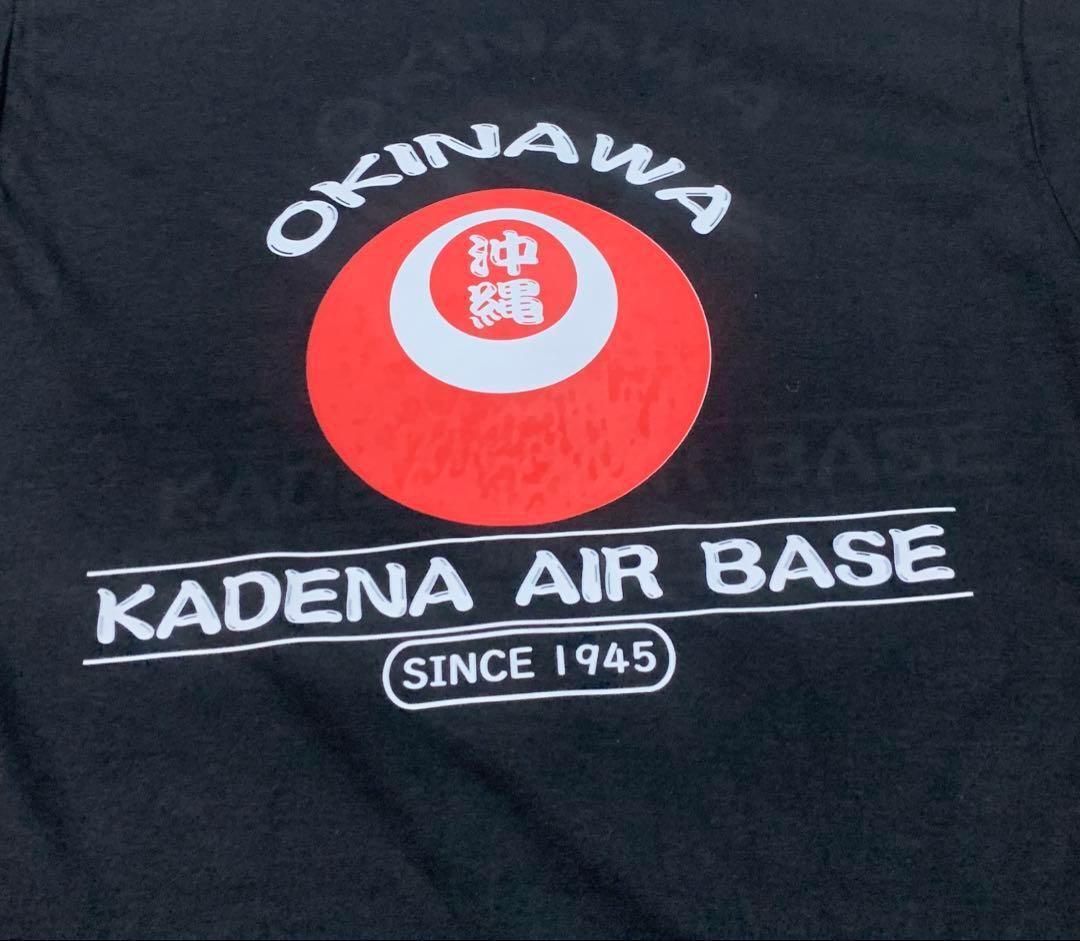 OKINAWA
沖
縄
KADENA AIR BASE
SINCE 1945